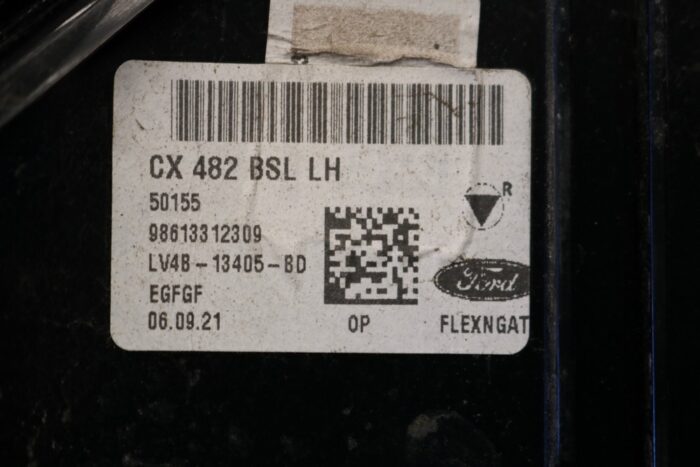 CX 482 BSL LH
50155
R
98613312309
LV4B-13405-BD
Ford
EGFGF
06.09.21
OP
FLEXNGAT